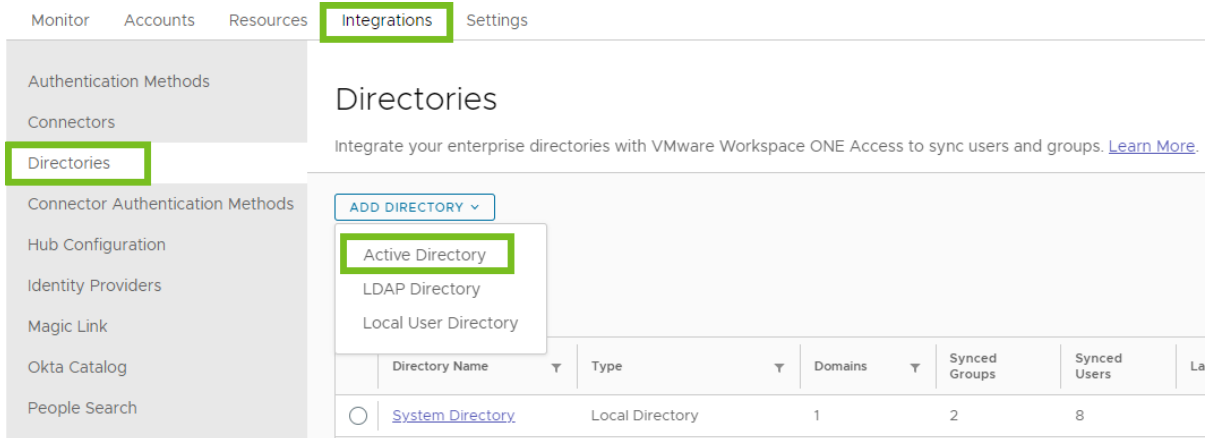 Monitor Accounts Resources Integrations Settings
Authentication Methods
Connectors
Directories
Connector Authentication Methods
Hub Configuration
Identity Providers
Magic Link
Okta Catalog
People Search
Directories
Integrate your enterprise directories with VMware Workspace ONE Access to sync users and groups. Learn More.
ADD DIRECTORY
Active Directory
LDAP Directory
Local User Directory
Directory Name Type Domains Synced Groups Synced Users La
System Directory Local Directory 1 2 8